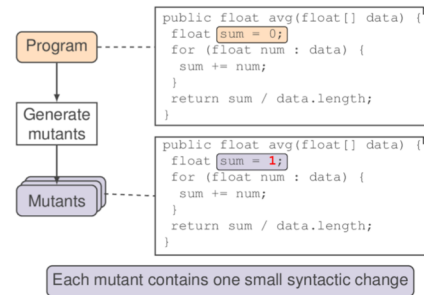 Program
public float avg(float[] data) {
float sum = 0;
for (float num : data) {
sum += num;
}
return sum / data.length;
}
Generate
mutants
Mutants
public float avg(float[] data) {
float sum = 1;
for (float num : data) {
sum += num;
}
return sum / data.length;
}
Each mutant contains one small syntactic change